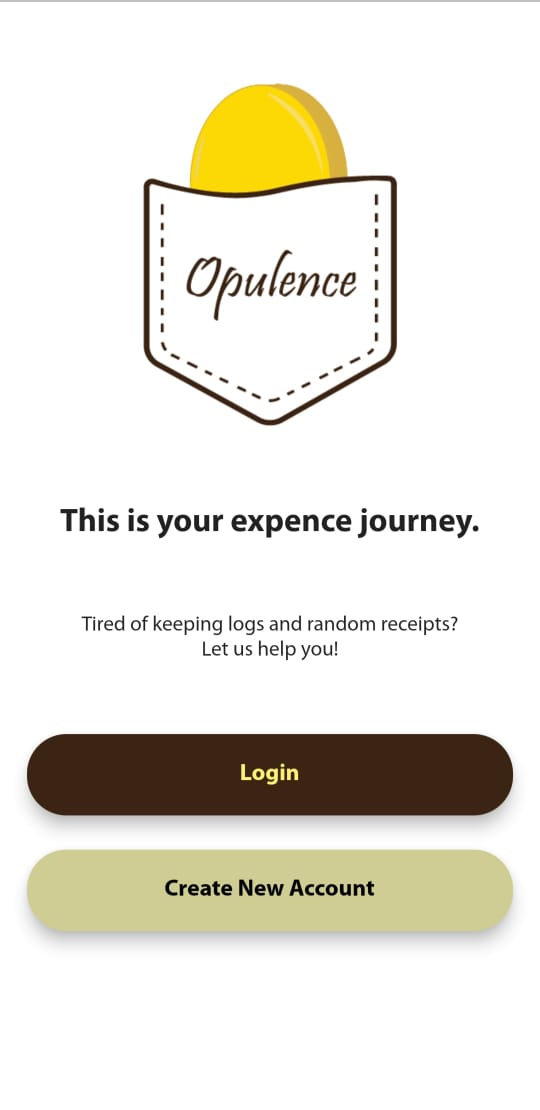 Opulence
This is your expence journey.
Tired of keeping logs and random receipts?
Let us help you!
Login
Create New Account